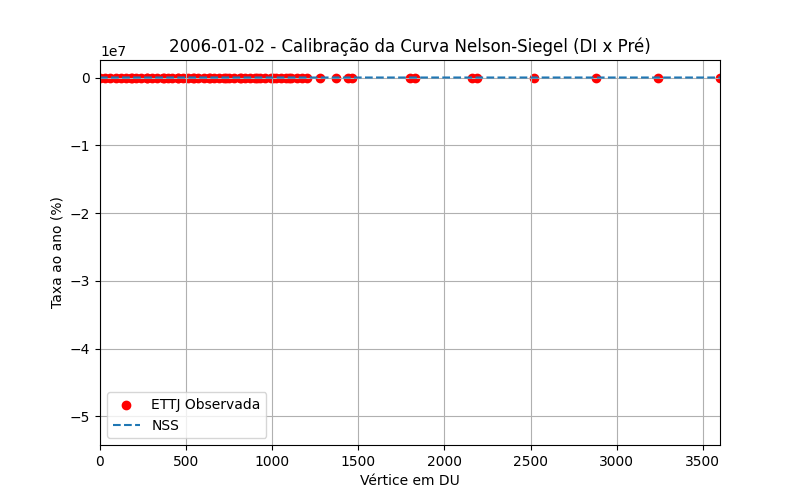 2006-01-02 - Calibração da Curva Nelson-Siegel (DI x Pré)
1e7
0
−1
−2
−3
−4
−5
Taxa ao ano (%)
ETTJ Observada
NSS
0 500 1000 1500 2000 2500 3000 3500
Vértice em DU